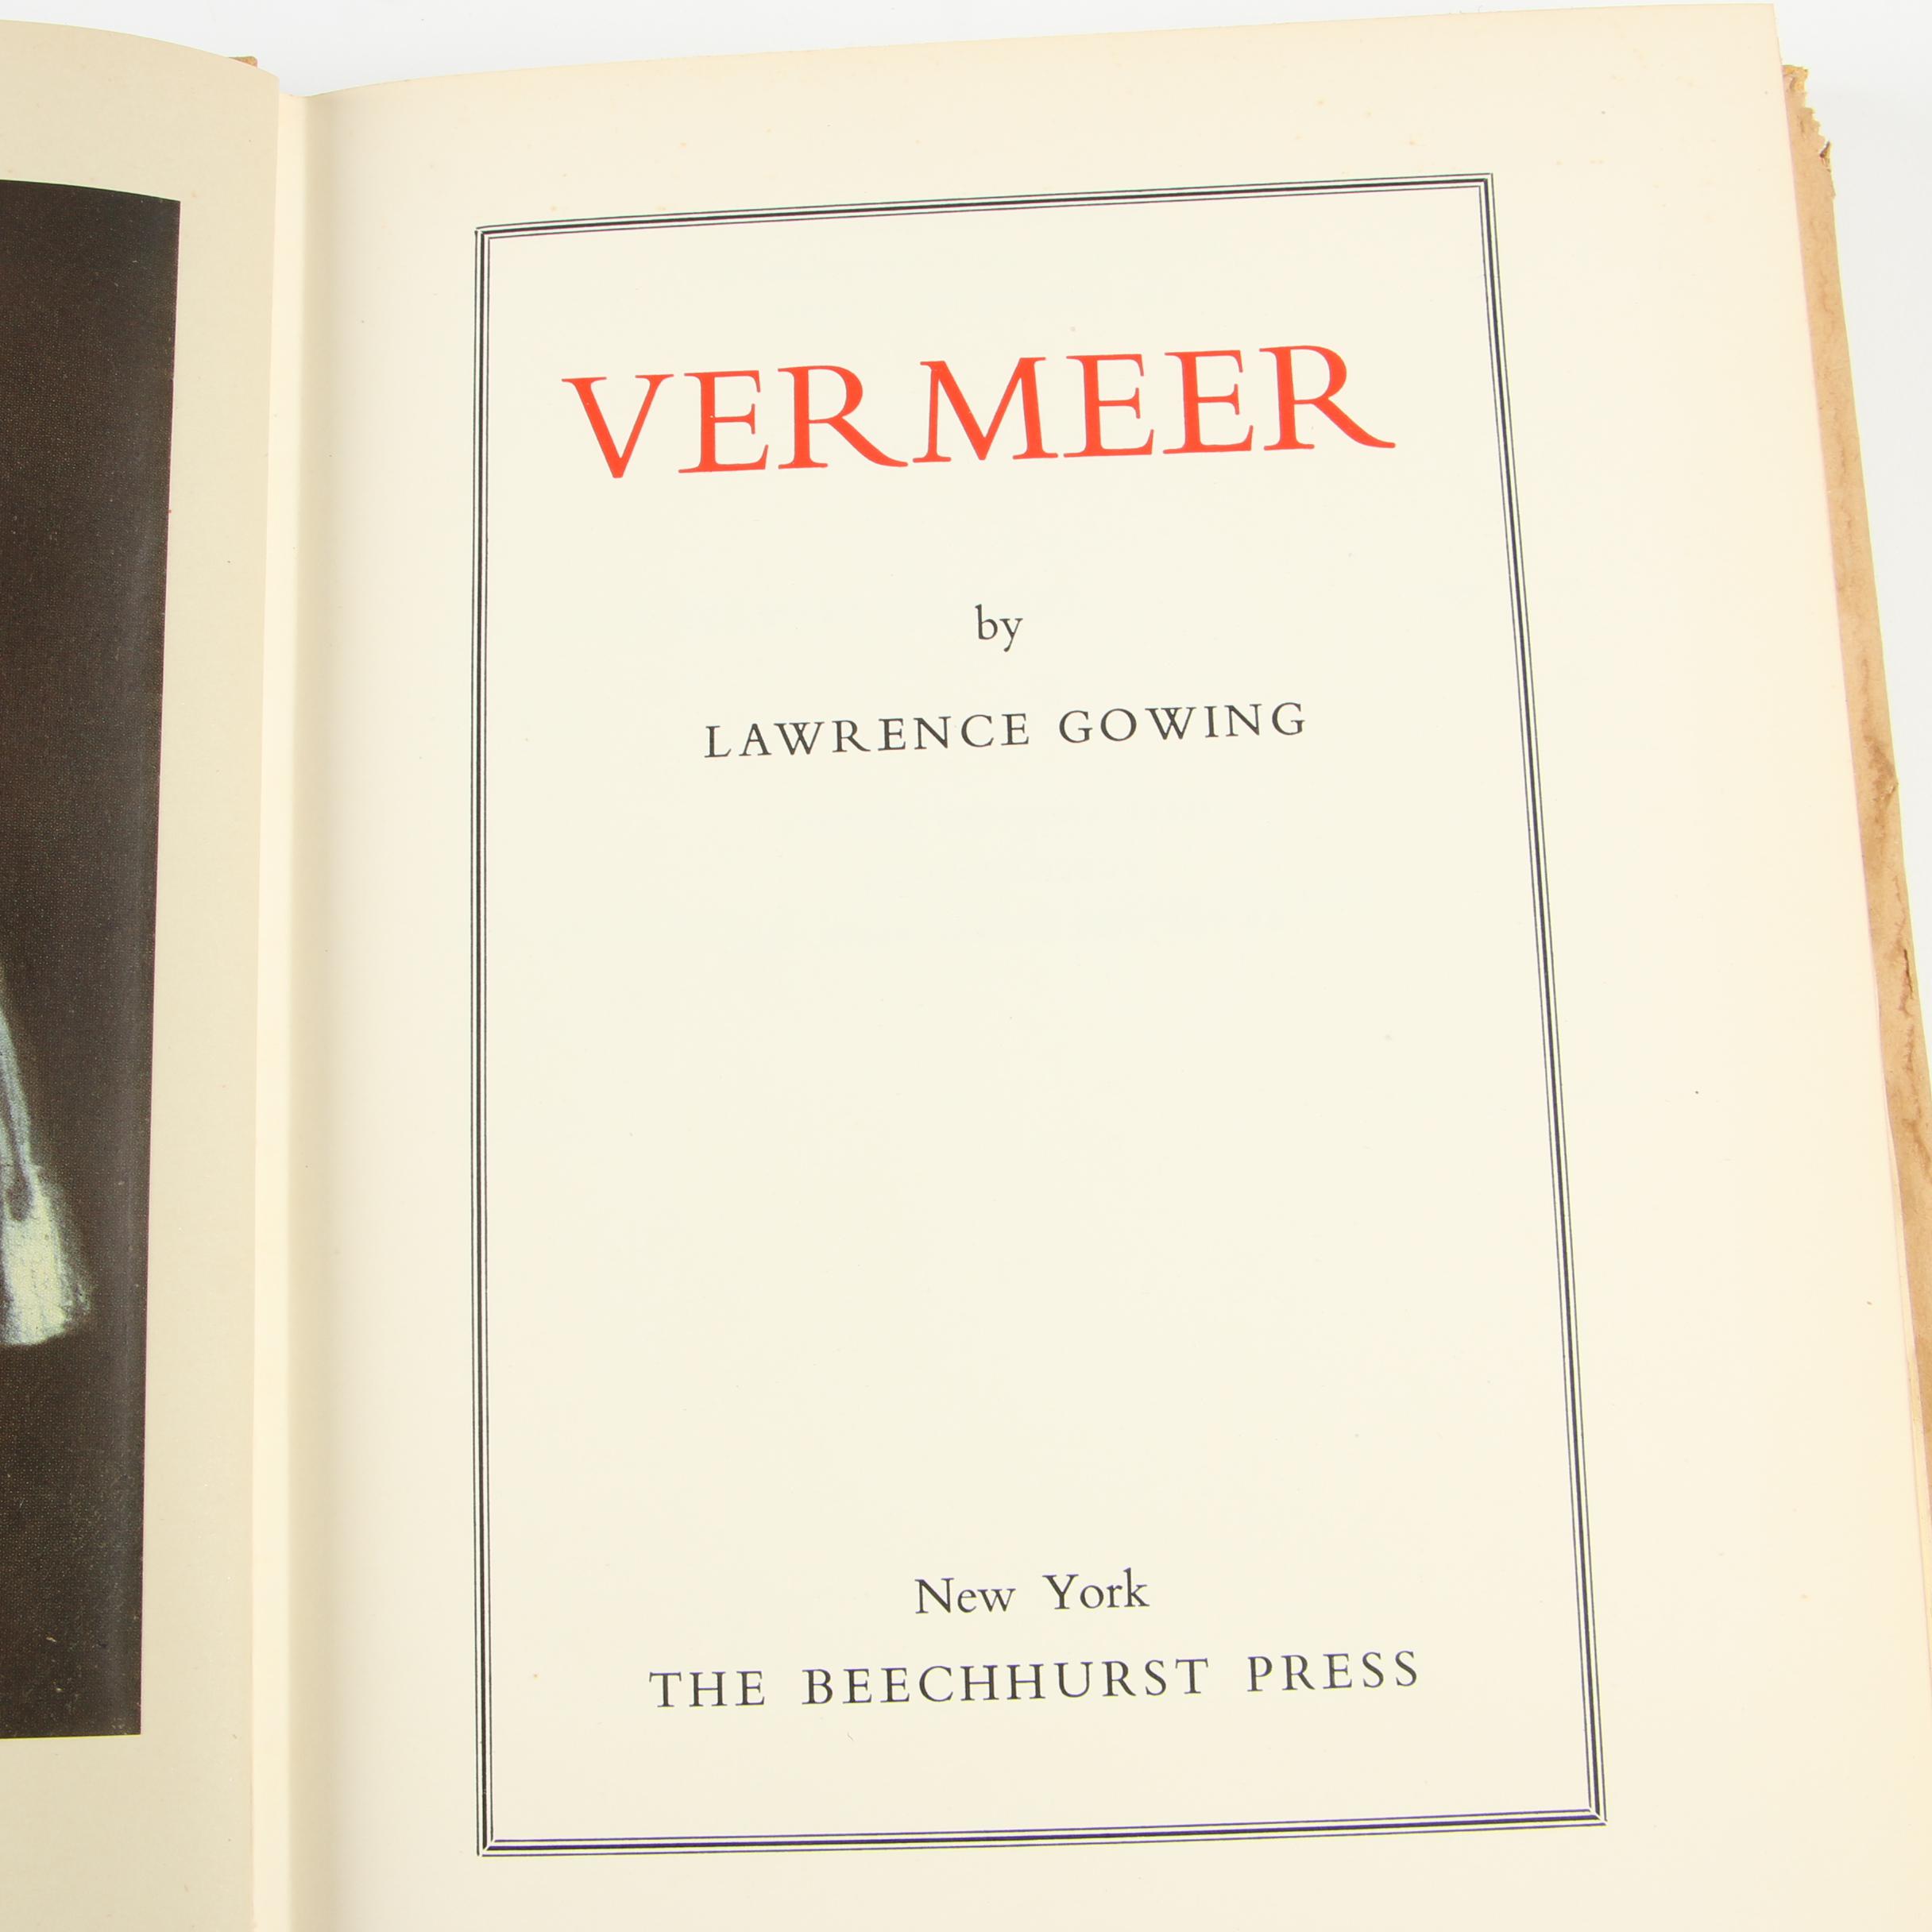 VERMEER
by
LAWRENCE GOWING
New York
THE BEECHHURST PRESS